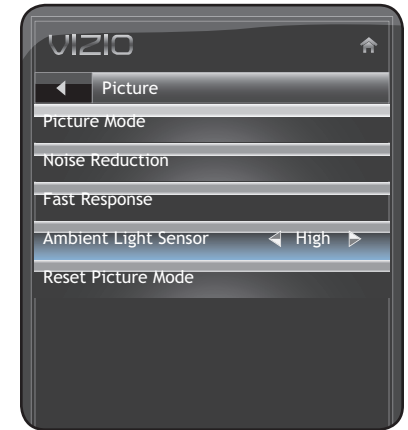 VIZIO
Picture
Picture Mode
Noise Reduction
Fast Response
Ambient Light Sensor High
Reset Picture Mode